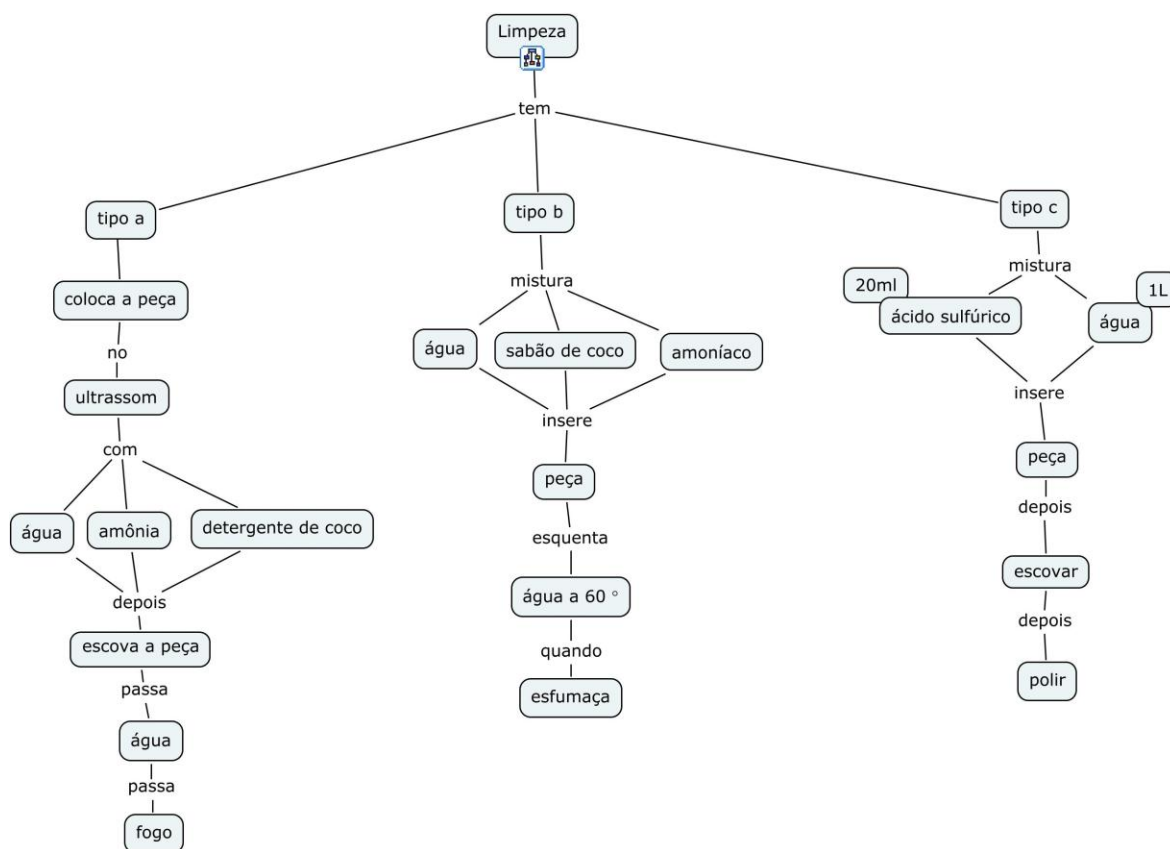 Limpeza
tem
tipo a
coloca a peça
no
ultrassom
com
água
amônia
detergente de coco
depois
escova a peça
passa
água
passa
fogo
tipo b
mistura
água
sabão de coco
amoníaco
insere
peça
esquenta
água a 60 °
quando
esfumaça
tipo c
mistura
20ml
ácido sulfúrico
1L
água
insere
peça
depois
escovar
depois
polir